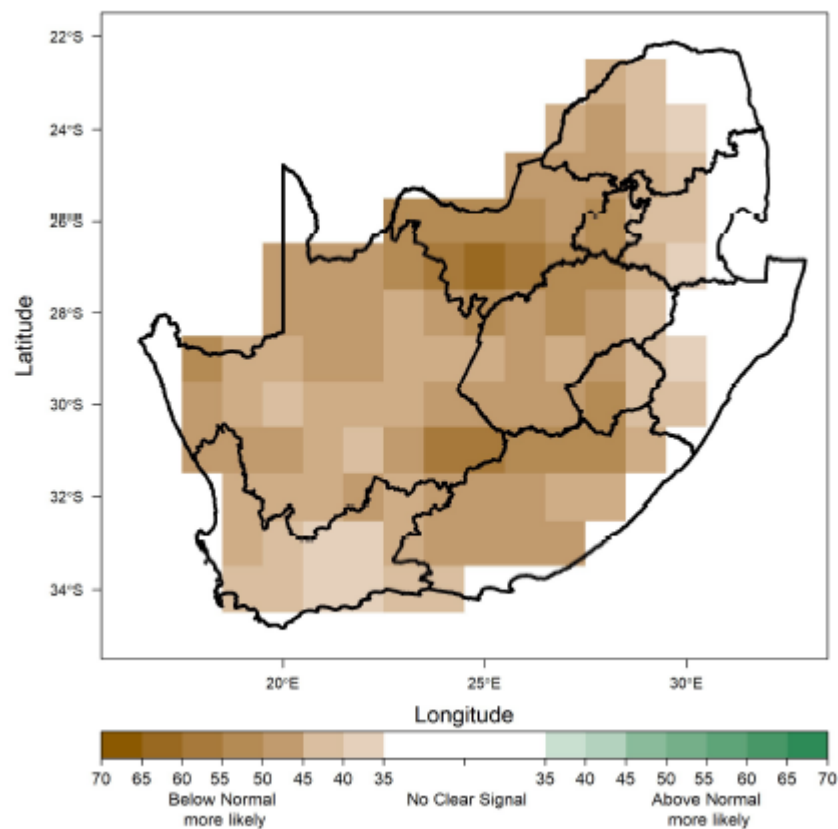 22°S
24°S
26°S
28°S
30°S
32°S
34°S
Latitude
20°E 25°E 30°E
Longitude
70 65 60 55 50 45 40 35 35 40 45 50 55 60 65 70
Below Normal No Clear Signal Above Normal
more likely more likely